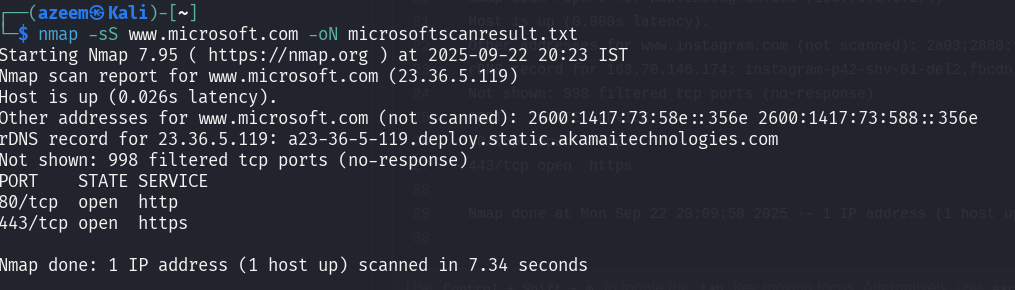 ┌──(azeem㉿Kali)-[~]
└─$ nmap -sS www.microsoft.com -oN microsoftscanresult.txt
Starting Nmap 7.95 ( https://nmap.org ) at 2025-09-22 20:23 IST
Nmap scan report for www.microsoft.com (23.36.5.119)
Host is up (0.026s latency).
Other addresses for www.microsoft.com (not scanned): 2600:1417:73:58e::356e 2600:1417:73:588::356e
rDNS record for 23.36.5.119: a23-36-5-119.deploy.static.akamaitechnologies.com
Not shown: 998 filtered tcp ports (no-response)
PORT    STATE SERVICE
80/tcp  open  http
443/tcp open  https

Nmap done: 1 IP address (1 host up) scanned in 7.34 seconds